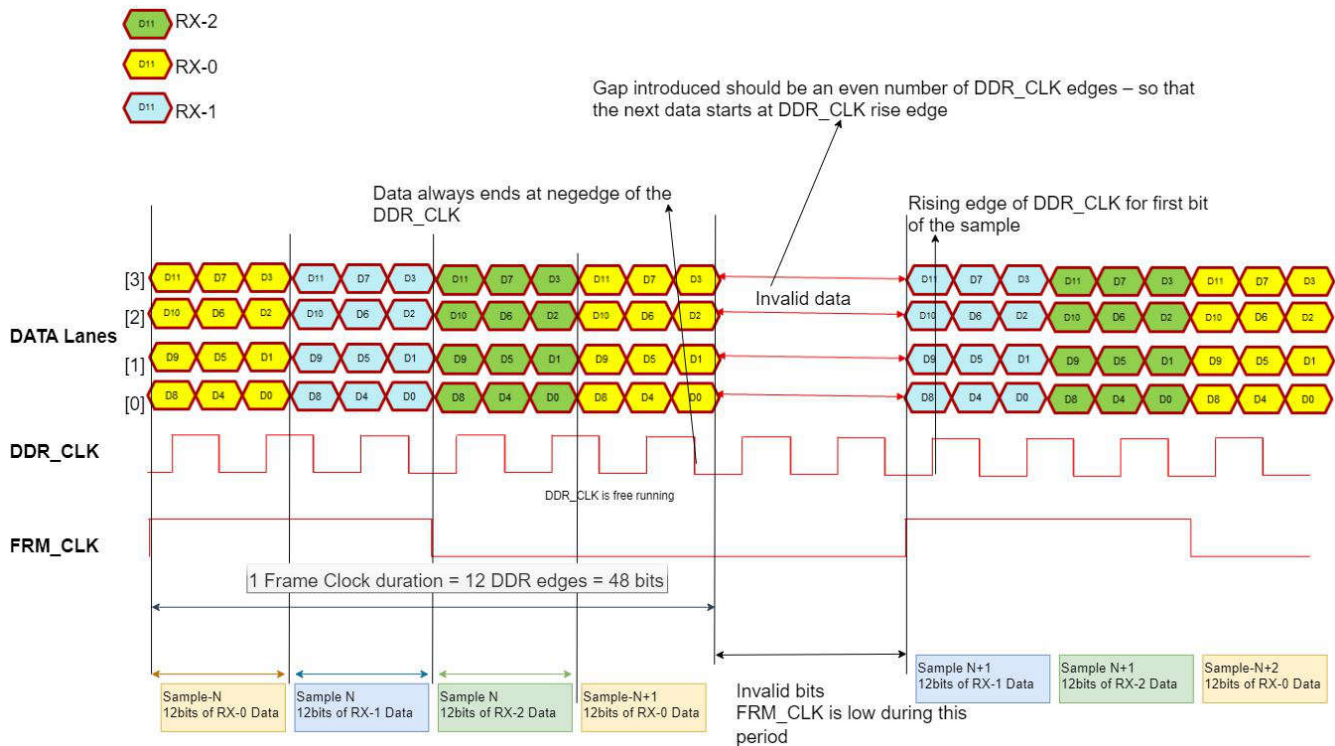 D11 RX-2
D11 RX-0
D11 RX-1
Gap introduced should be an even number of DDR_CLK edges – so that
the next data starts at DDR_CLK rise edge
Data always ends at negedge of the
DDR_CLK
Rising edge of DDR_CLK for first bit
of the sample
Invalid data
DATA Lanes
[3] D11 D7 D3 D11 D7 D3 D11 D7 D3 D11 D7 D3 D11 D7 D3 D11 D7 D3 D11 D7 D3
[2] D10 D6 D2 D10 D6 D2 D10 D6 D2 D10 D6 D2 D10 D6 D2 D10 D6 D2 D10 D6 D2
[1] D9 D5 D1 D9 D5 D1 D9 D5 D1 D9 D5 D1 D9 D5 D1 D9 D5 D1 D9 D5 D1
[0] D8 D4 D0 D8 D4 D0 D8 D4 D0 D8 D4 D0 D8 D4 D0 D8 D4 D0 D8 D4 D0
DDR_CLK
DDR_CLK is free running
FRM_CLK
1 Frame Clock duration = 12 DDR edges = 48 bits
Sample-N
12bits of RX-0 Data
Sample N
12bits of RX-1 Data
Sample N
12bits of RX-2 Data
Sample-N+1
12bits of RX-0 Data
Invalid bits
FRM_CLK is low during this
period
Sample N+1
12bits of RX-1 Data
Sample N+1
12bits of RX-2 Data
Sample-N+2
12bits of RX-0 Data